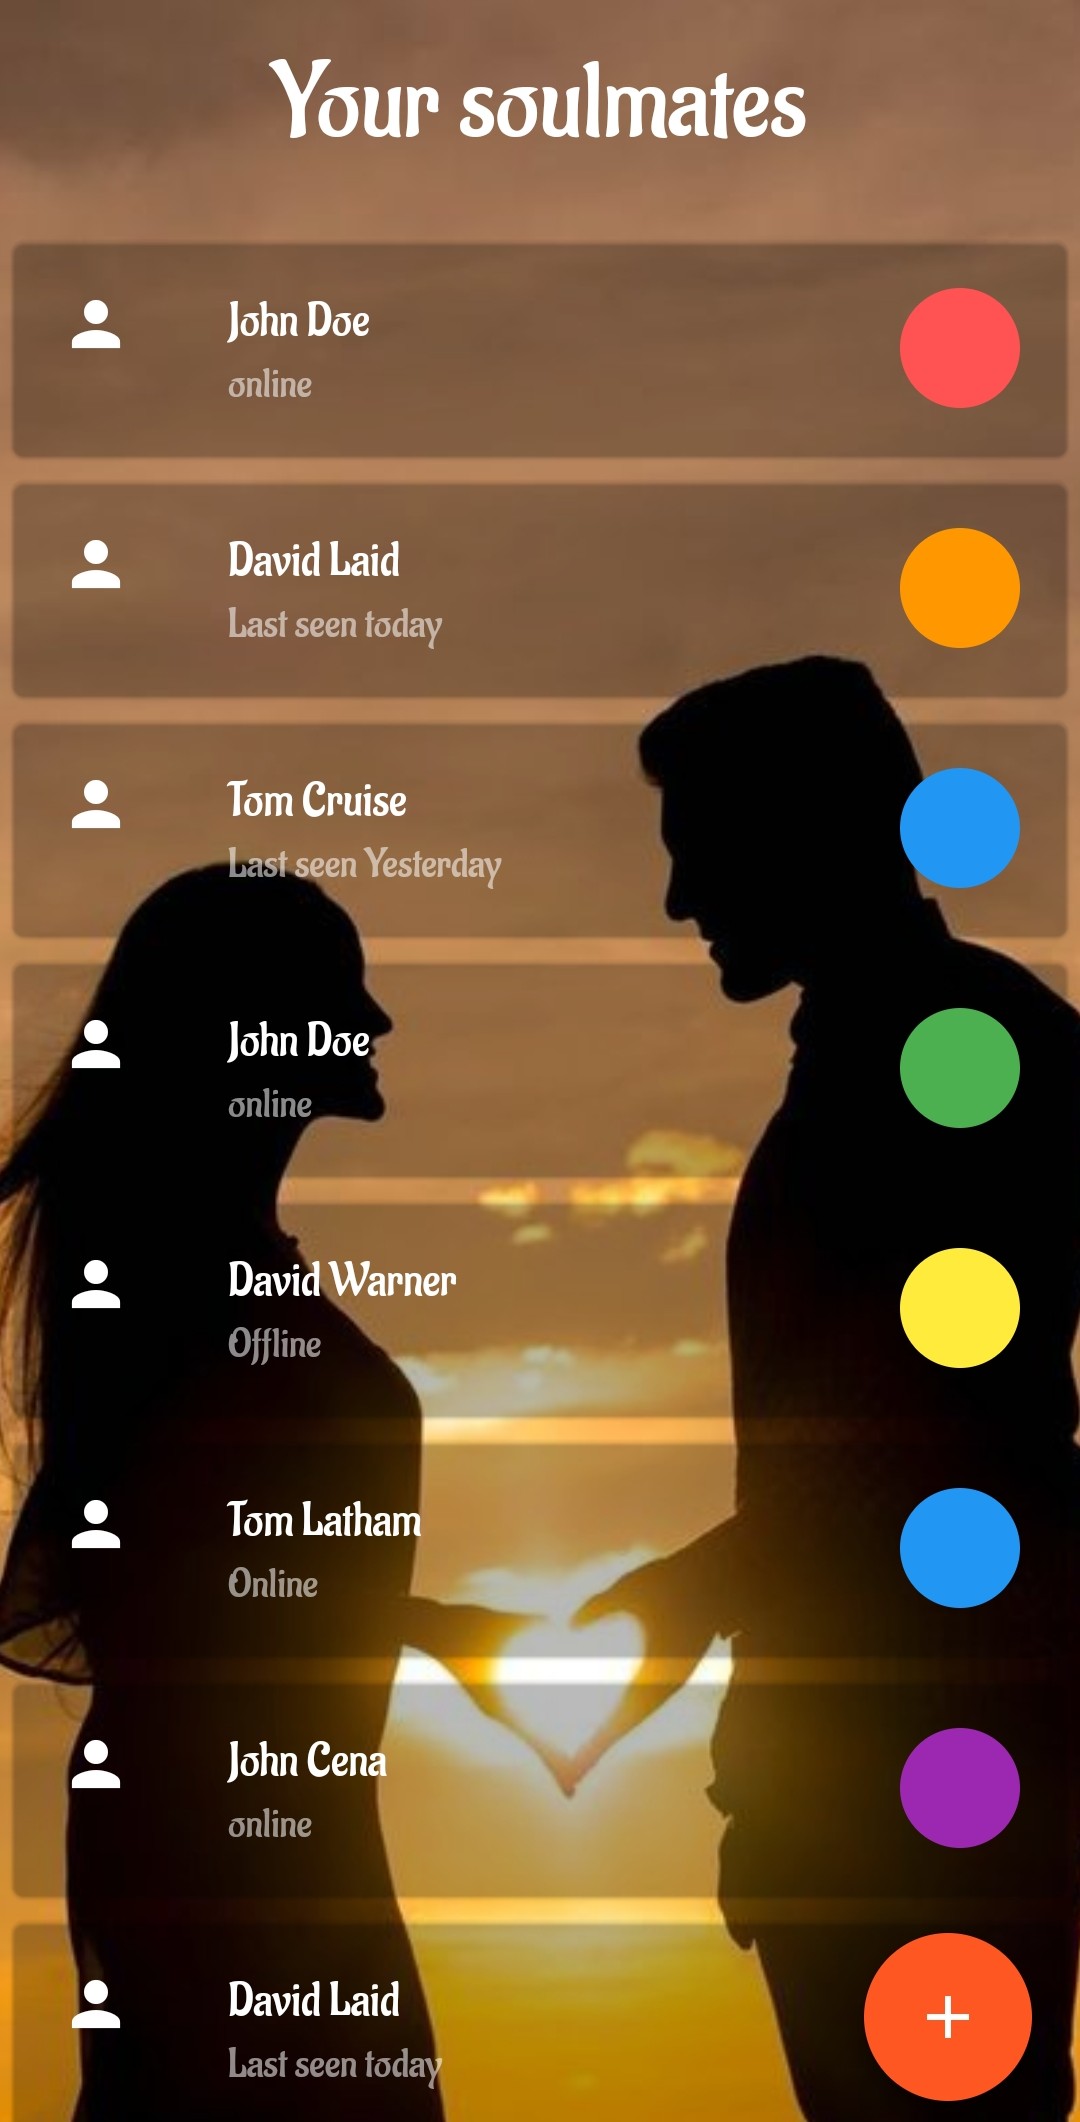 Your soulmates
John Doe
online
David Laid
Last seen today
Tom Cruise
Last seen Yesterday
John Doe
online
David Warner
Offline
Tom Latham
Online
John Cena
online
David Laid
Last seen today